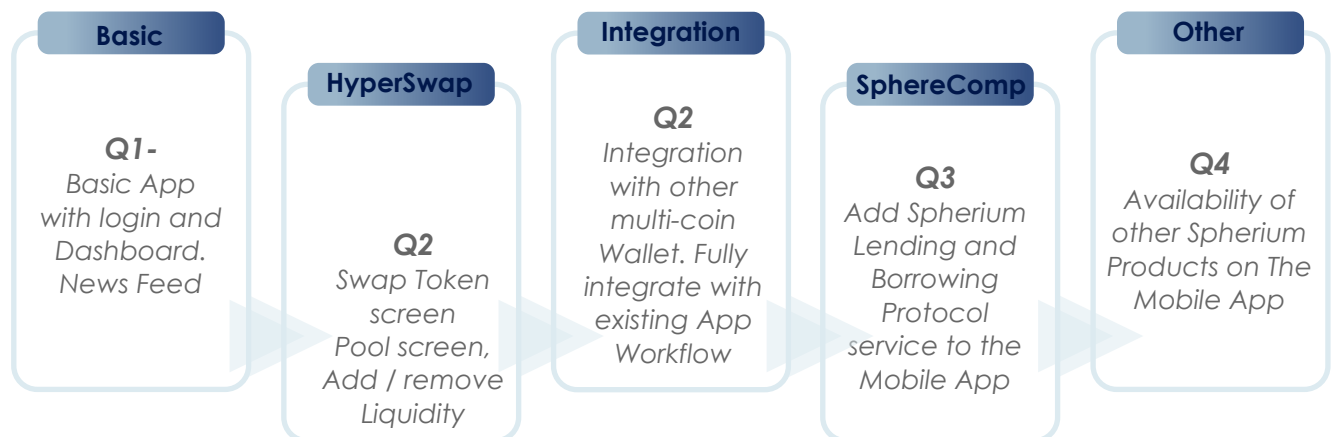 Basic
Q1-
Basic App
with login and
Dashboard.
News Feed
HyperSwap
Q2
Swap Token
screen
Pool screen,
Add / remove
Liquidity
Integration
Q2
Integration
with other
multi-coin
Wallet. Fully
integrate with
existing App
Workflow
SphereComp
Q3
Add Spherium
Lending and
Borrowing
Protocol
service to the
Mobile App
Other
Q4
Availability of
other Spherium
Products on The
Mobile App